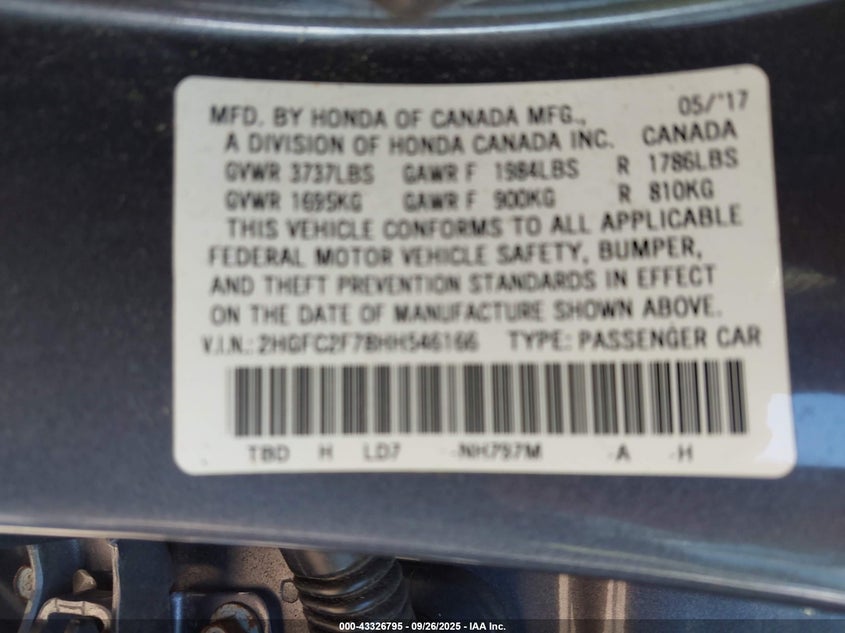 MFD. BY HONDA OF CANADA MFG., 05/'17
A DIVISION OF HONDA CANADA INC. CANADA
GVWR 3737LBS GAWR F 1984LBS R 1786LBS
GVWR 1695KG GAWR F 900KG R 810KG
THIS VEHICLE CONFORMS TO ALL APPLICABLE
FEDERAL MOTOR VEHICLE SAFETY, BUMPER,
AND THEFT PREVENTION STANDARDS IN EFFECT
ON THE DATE OF MANUFACTURE SHOWN ABOVE.
V.I.N.: 2HGFC2F78HH546166 TYPE: PASSENGER CAR
TBD H LD7 -NH797M -A -H
000-43326795 - 09/26/2025 - IAA Inc.